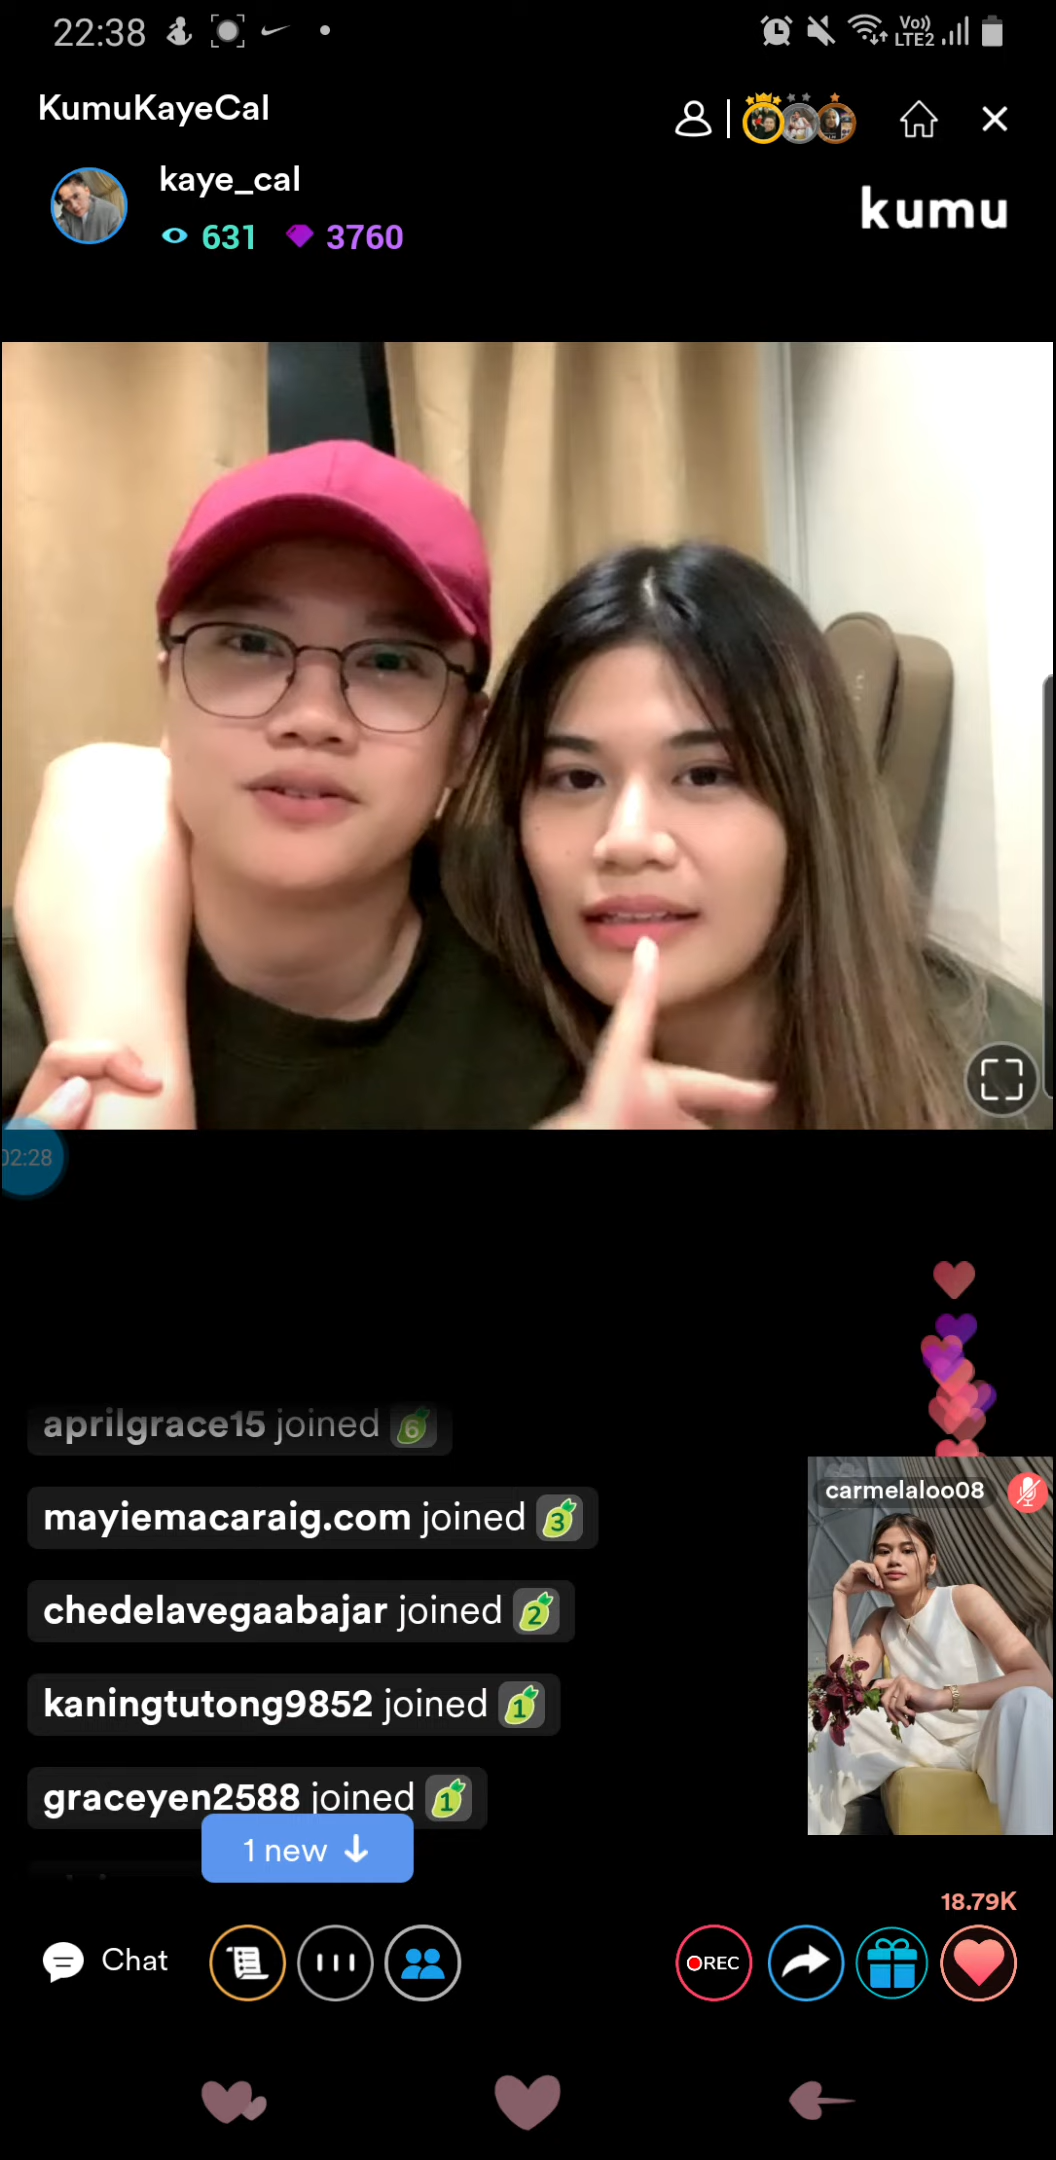 22:38
Vo))
LTE2
KumuKayeCal
kaye_cal
631 3760
kumu
02:28
aprilgrace15 joined 6
mayiemacaraig.com joined 3
chedelavegaabajar joined 2
kaningtutong9852 joined 1
graceyen2588 joined 1
1 new
carmelaloo08
18.79K
Chat
REC